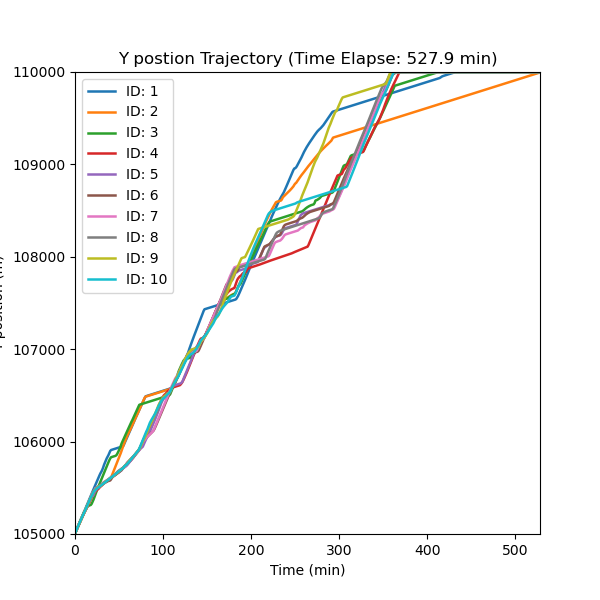 Y postion Trajectory (Time Elapse: 527.9 min)
110000
109000
108000
107000
106000
105000
ID: 1
ID: 2
ID: 3
ID: 4
ID: 5
ID: 6
ID: 7
ID: 8
ID: 9
ID: 10
0 100 200 300 400 500
Time (min)